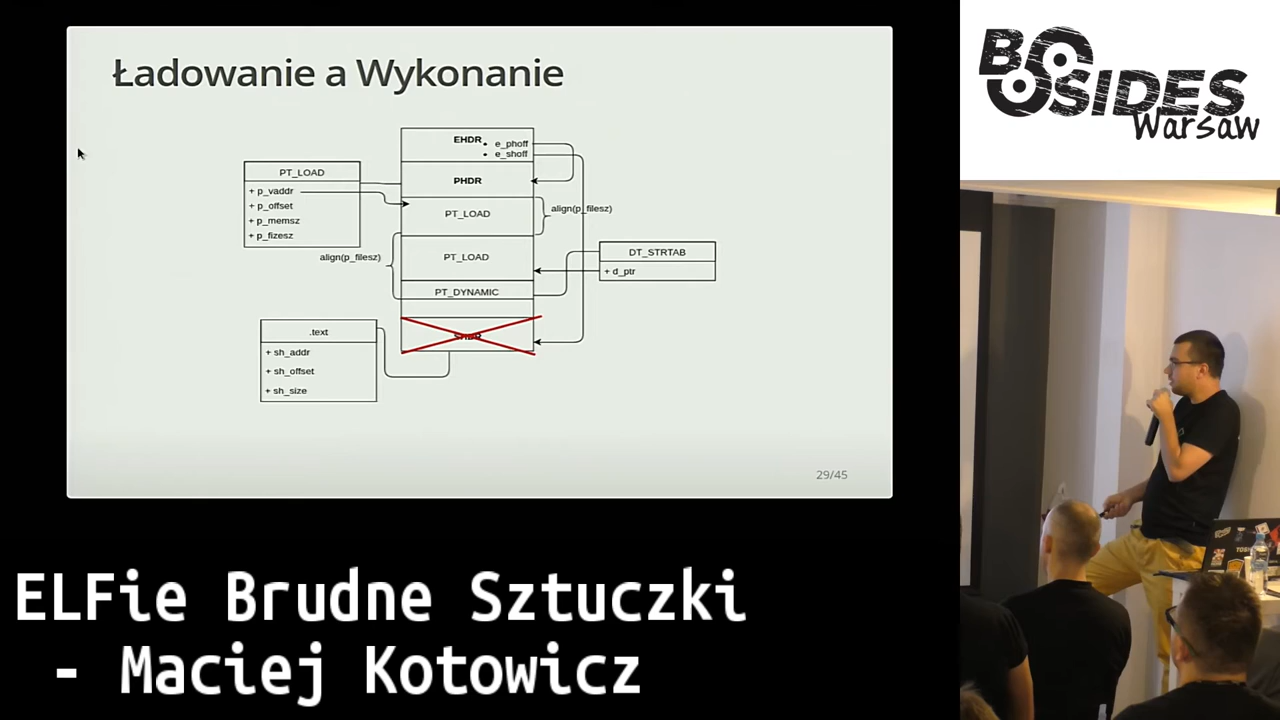 Ładowanie a Wykonanie
EHDR
• e_phoff
• e_shoff
PHDR
PT_LOAD
+ p_vaddr
+ p_offset
+ p_memsz
+ p_fizesz
PT_LOAD
align(p_filesz)
align(p_filesz)
PT_LOAD
PT_DYNAMIC
DT_STRTAB
+ d_ptr
.text
+ sh_addr
+ sh_offset
+ sh_size
29/45
BSIDES
Warsaw
ELFie Brudne Sztuczki
- Maciej Kotowicz